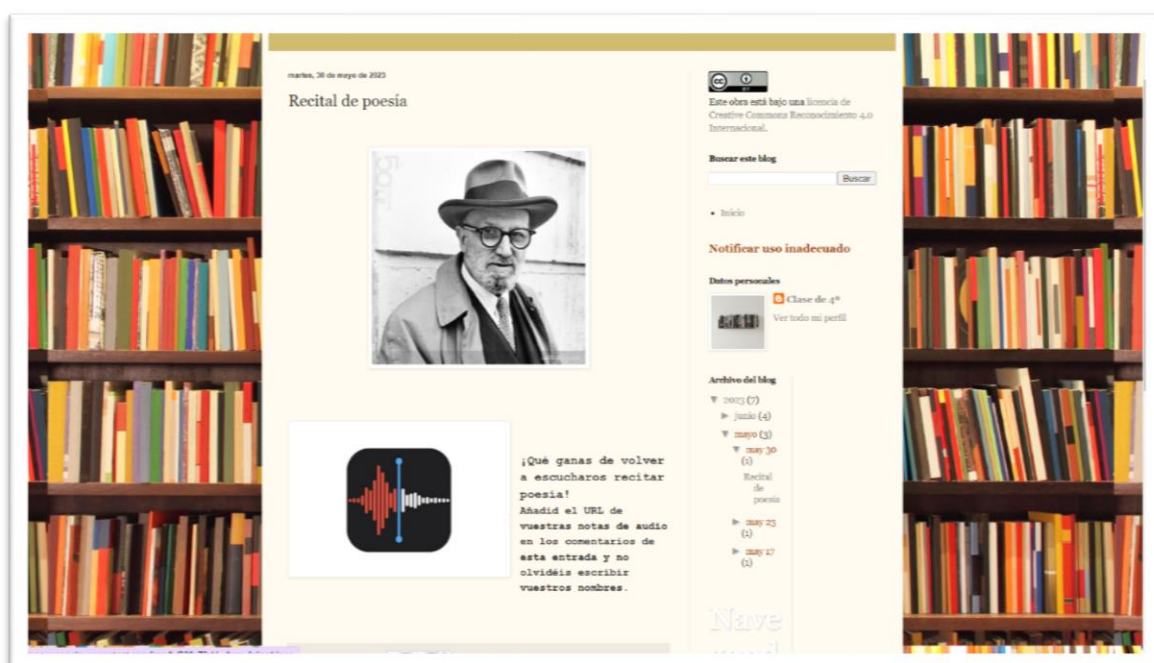 martes, 30 de mayo de 2023
Recital de poesía
¡Qué ganas de volver
a escucharos recitar
poesía!
Añadid el URL de
vuestras notas de audio
en los comentarios de
esta entrada y no
olvidéis escribir
vuestros nombres.
cc
BY
Este obra está bajo una licencia de
Creative Commons Reconocimiento 4.0
Internacional.
Buscar este blog
Buscar
Inicio
Notificar uso inadecuado
Datos personales
Clase de 4º
Ver todo mi perfil
Archivo del blog
▼ 2023 (7)
► junio (4)
▼ mayo (3)
▼ may 30
(1)
Recital
de
poesía
► may 23
(1)
► may 17
(1)
Nave